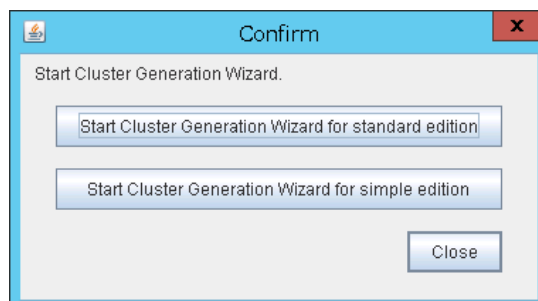 Confirm
x
Start Cluster Generation Wizard.
Start Cluster Generation Wizard for standard edition
Start Cluster Generation Wizard for simple edition
Close